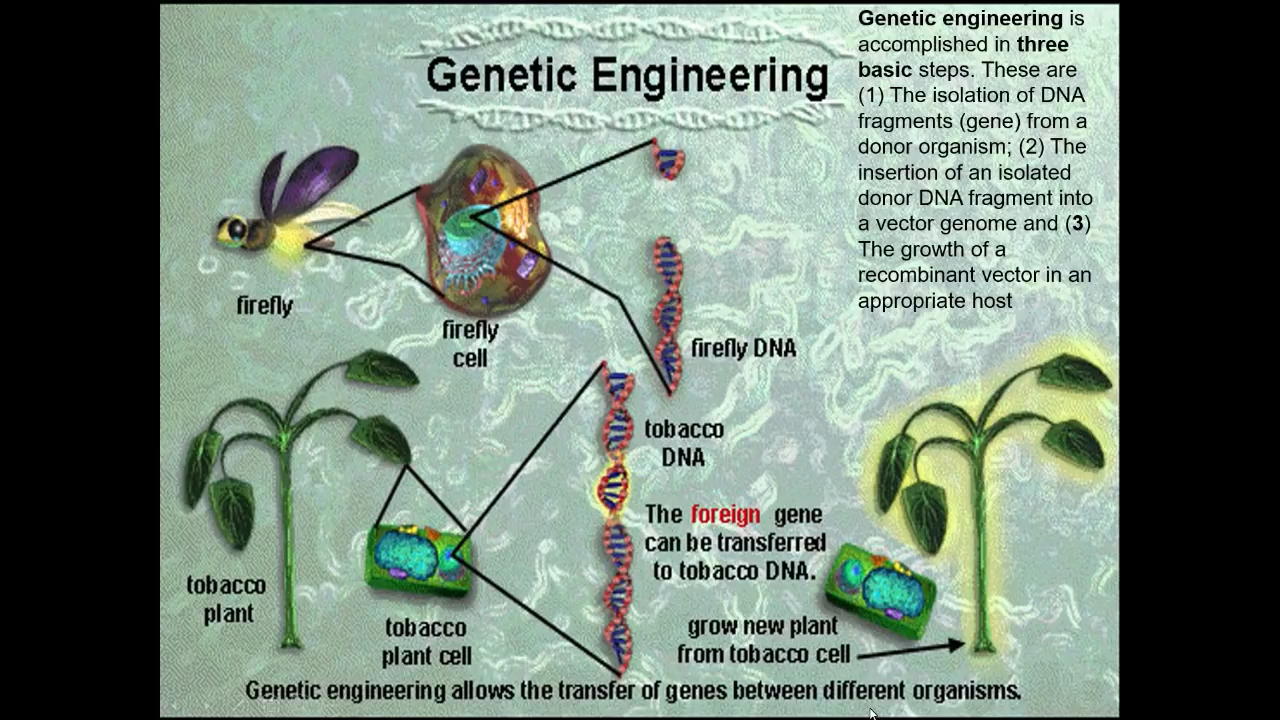 Genetic Engineering
Genetic engineering is
accomplished in three
basic steps. These are
(1) The isolation of DNA
fragments (gene) from a
donor organism; (2) The
insertion of an isolated
donor DNA fragment into
a vector genome and (3)
The growth of a
recombinant vector in an
appropriate host
firefly
firefly
cell
firefly DNA
tobacco
DNA
The foreign gene
can be transferred
to tobacco DNA.
tobacco
plant
tobacco
plant cell
grow new plant
from tobacco cell
Genetic engineering allows the transfer of genes between different organisms.